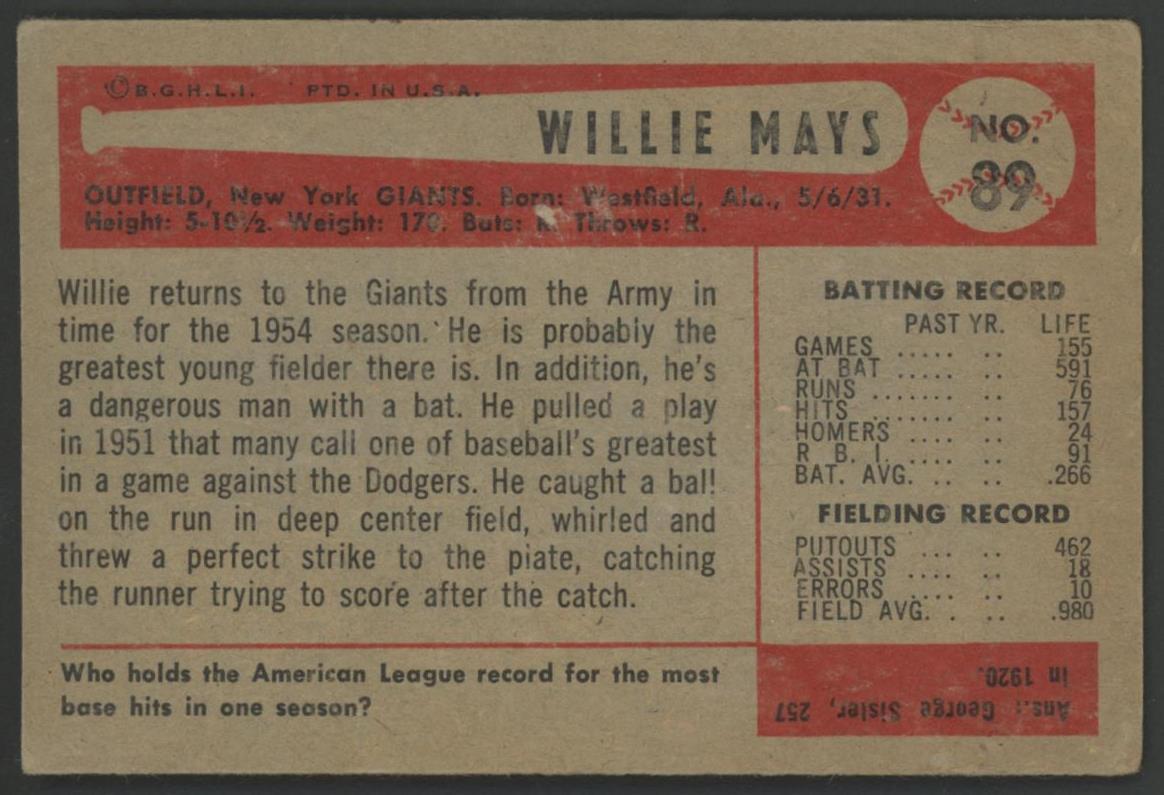 ©B.G.H.L.I. PTD. IN U.S.A.
WILLIE MAYS
NO.
89
OUTFIELD, New York GIANTS. Born: Westfield, Ala., 5/6/31.
Height: 5-10½. Weight: 170. Bats: R. Throws: R.
Willie returns to the Giants from the Army in
time for the 1954 season. He is probably the
greatest young fielder there is. In addition, he's
a dangerous man with a bat. He pulled a play
in 1951 that many call one of baseball's greatest
in a game against the Dodgers. He caught a ball
on the run in deep center field, whirled and
threw a perfect strike to the plate, catching
the runner trying to score after the catch.
BATTING RECORD
PAST YR. LIFE
GAMES ..... .. 155
AT BAT ..... .. 591
RUNS ....... .. 76
HITS ....... .. 157
HOMERS .... .. 24
R B. I. .... .. 91
BAT. AVG. .. .. .266
FIELDING RECORD
PUTOUTS ... .. 462
ASSISTS .... .. 18
ERRORS .... .. 10
FIELD AVG. . .. .980
Who holds the American League record for the most
base hits in one season?
Ans.: George Sisler, 257
in 1920.